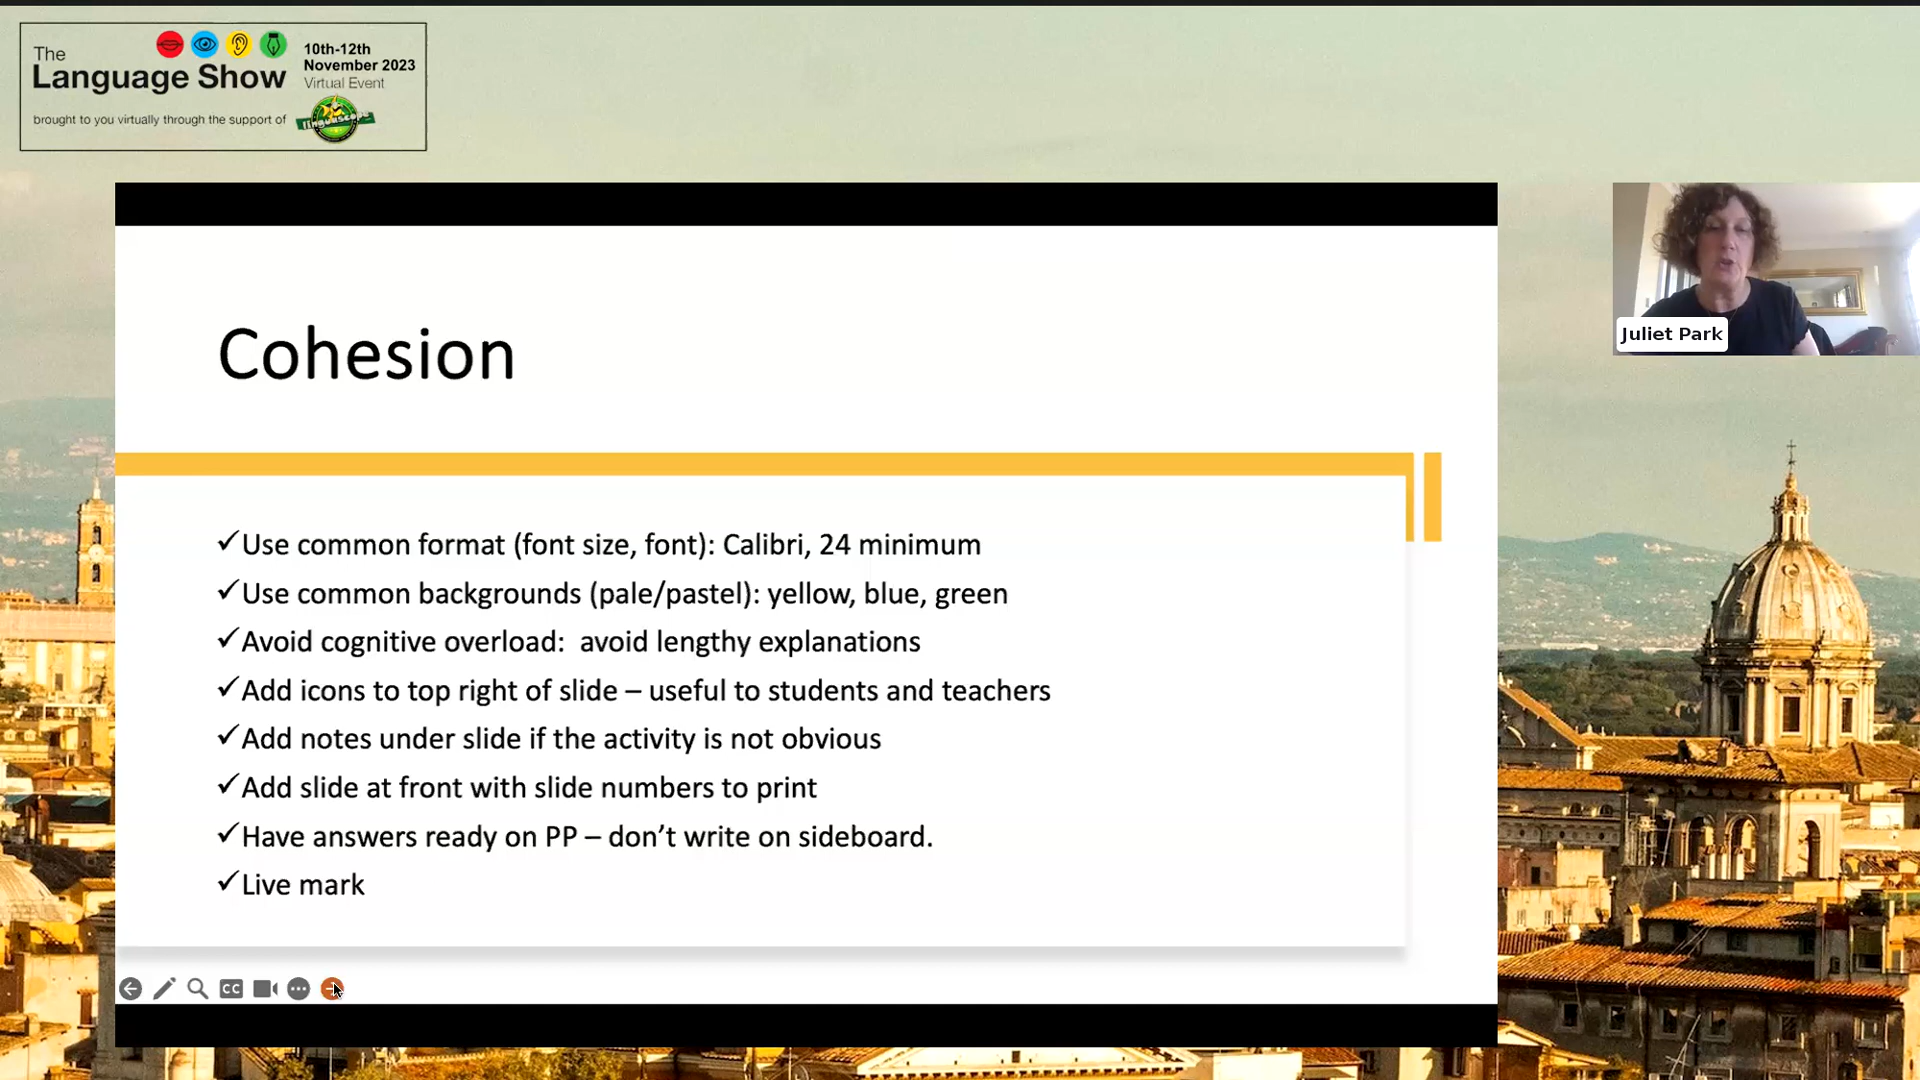 The
Language Show
10th-12th
November 2023
Virtual Event
brought to you virtually through the support of
linguascope
Juliet Park
Cohesion
✓Use common format (font size, font): Calibri, 24 minimum
✓Use common backgrounds (pale/pastel): yellow, blue, green
✓Avoid cognitive overload:  avoid lengthy explanations
✓Add icons to top right of slide – useful to students and teachers
✓Add notes under slide if the activity is not obvious
✓Add slide at front with slide numbers to print
✓Have answers ready on PP – don’t write on sideboard.
✓Live mark
CC